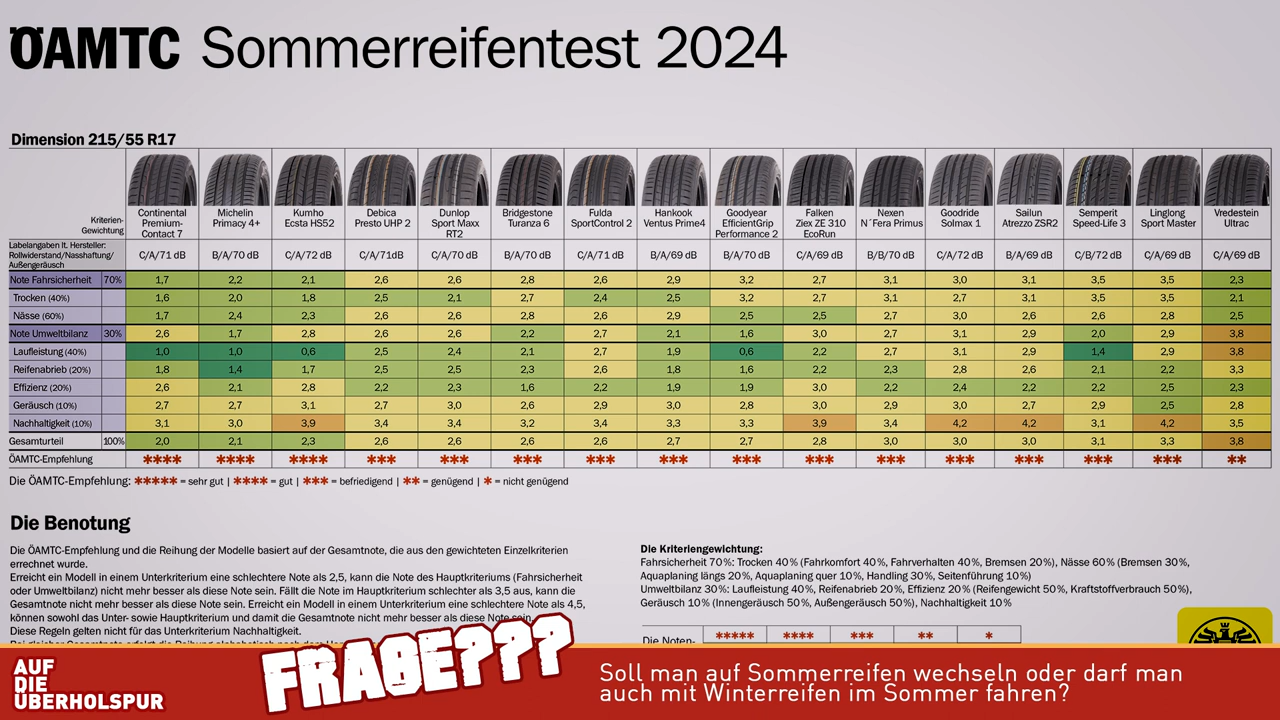 ÖAMTC Sommerreifentest 2024
Dimension 215/55 R17
Kriterien-
Gewichtung
Continental Premium-Contact 7
Michelin Primacy 4+
Kumho Ecsta HS52
Debica Presto UHP 2
Dunlop Sport Maxx RT2
Bridgestone Turanza 6
Fulda SportControl 2
Hankook Ventus Prime4
Goodyear EfficientGrip Performance 2
Falken Ziex ZE 310 EcoRun
Nexen N´Fera Primus
Goodride Solmax 1
Sailun Atrezzo ZSR2
Semperit Speed-Life 3
Linglong Sport Master
Vredestein Ultrac
Labelangaben lt. Hersteller:
Rollwiderstand/Nasshaftung/
Außengeräusch
C/A/71 dB B/A/70 dB C/A/72 dB C/A/71dB C/A/70 dB B/A/70 dB C/A/71 dB B/A/69 dB B/A/70 dB C/A/69 dB B/B/70 dB C/A/70 dB B/A/69 dB C/B/72 dB C/A/71 dB C/A/69 dB
Note Fahrsicherheit 70% 1,7 2,2 2,1 2,6 2,6 2,8 2,6 2,9 3,2 2,7 3,1 3,0 3,1 3,5 3,5 2,3
Trocken (40%) 1,6 2,0 1,8 2,5 2,1 2,7 2,4 2,5 3,2 2,7 3,1 2,7 3,1 3,5 3,5 2,1
Nässe (60%) 1,7 2,4 2,3 2,6 2,6 2,8 2,6 2,9 2,5 2,5 2,7 3,0 2,6 2,6 2,8 2,5
Note Umweltbilanz 30% 2,6 1,7 2,8 2,6 2,6 2,2 2,7 2,1 1,6 3,0 2,7 3,1 2,9 2,0 2,9 3,8
Laufleistung (40%) 1,0 1,0 0,6 2,5 2,4 2,1 2,7 1,9 0,6 2,2 2,7 3,1 2,9 1,4 2,9 3,8
Reifenabrieb (20%) 1,8 1,4 1,7 2,5 2,5 2,3 2,6 1,8 1,6 2,2 2,3 2,8 2,6 2,1 2,2 3,3
Effizienz (20%) 2,6 2,1 2,8 2,2 2,3 1,6 2,2 1,9 1,9 3,0 2,2 2,4 2,2 2,2 2,5 2,3
Geräusch (10%) 2,7 2,7 3,1 2,7 3,0 2,6 2,9 3,0 2,8 3,0 2,9 3,0 2,7 2,9 2,5 2,8
Nachhaltigkeit (10%) 3,1 3,0 3,9 3,4 3,4 3,2 3,4 3,3 3,3 3,9 3,4 4,2 4,2 3,1 4,2 3,5
Gesamturteil 100% 2,0 2,1 2,3 2,6 2,6 2,6 2,6 2,7 2,7 2,8 3,0 3,0 3,0 3,1 3,3 3,8
ÖAMTC-Empfehlung **** **** **** *** *** *** *** *** *** *** *** *** *** *** *** **
Die ÖAMTC-Empfehlung: ***** = sehr gut | **** = gut | *** = befriedigend | ** = genügend | * = nicht genügend
Die Benotung
Die ÖAMTC-Empfehlung und die Reihung der Modelle basiert auf der Gesamtnote, die aus den gewichteten Einzelkriterien
errechnet wurde.
Erreicht ein Modell in einem Unterkriterium eine schlechtere Note als 2,5, kann die Note des Hauptkriteriums (Fahrsicherheit
oder Umweltbilanz) nicht mehr besser als diese Note sein. Fällt die Note im Hauptkriterium schlechter als 3,5 aus, kann die
Gesamtnote nicht mehr besser als diese Note sein. Erreicht ein Modell in einem Unterkriterium eine schlechtere Note als 4,5,
können sowohl das Unter- sowie Hauptkriterium und damit die Gesamtnote nicht mehr besser als diese Note sein.
Diese Regeln gelten nicht für das Unterkriterium Nachhaltigkeit.
Die Kriteriengewichtung:
Fahrsicherheit 70%: Trocken 40% (Fahrkomfort 40%, Fahrverhalten 40%, Bremsen 20%), Nässe 60% (Bremsen 30%,
Aquaplaning längs 20%, Aquaplaning quer 10%, Handling 30%, Seitenführung 10%)
Umweltbilanz 30%: Laufleistung 40%, Reifenabrieb 20%, Effizienz 20% (Reifengewicht 50%, Kraftstoffverbrauch 50%),
Geräusch 10% (Innengeräusch 50%, Außengeräusch 50%), Nachhaltigkeit 10%
Die Noten- ***** **** *** ** *
AUF
DIE
ÜBERHOLSPUR
FRAGE???
Soll man auf Sommerreifen wechseln oder darf man
auch mit Winterreifen im Sommer fahren?